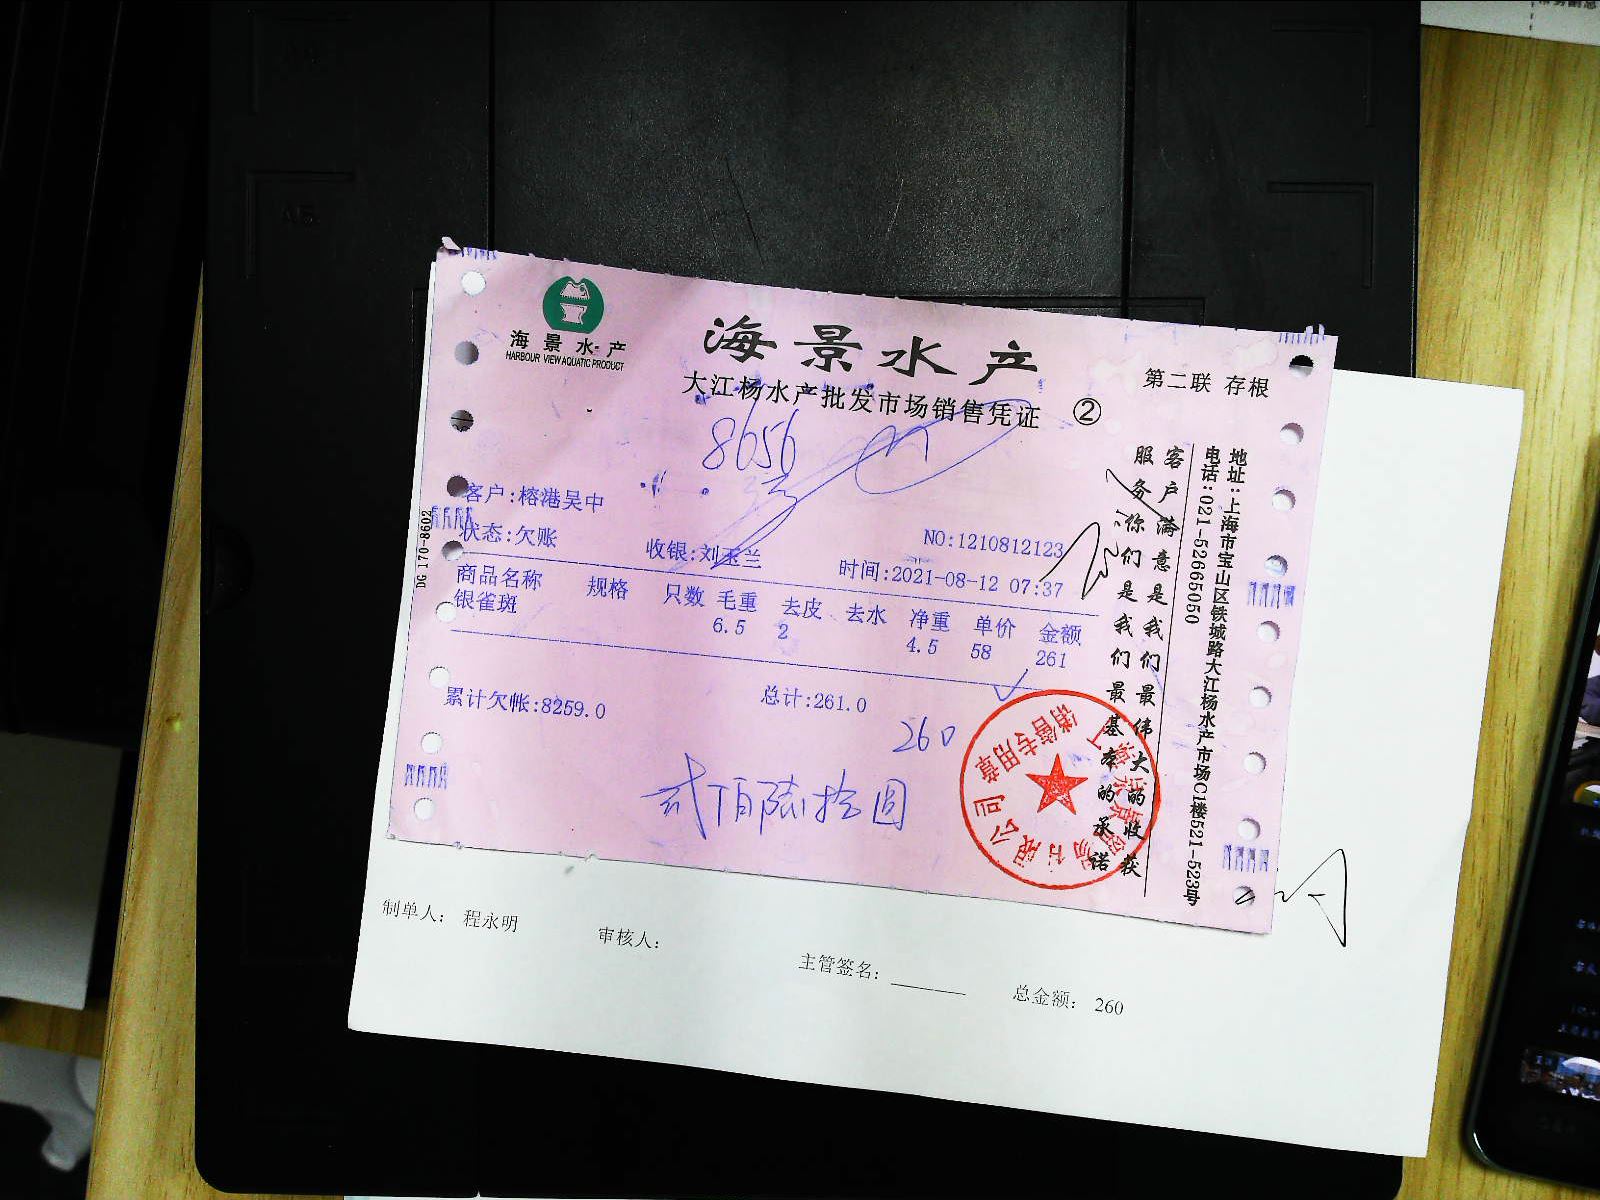 海景水产
HARBOUR VIEW AQUATIC PRODUCT
海景水产
大江杨水产批发市场销售凭证 ②
第二联 存根
8656
客户:榕港吴中
状态:欠账
收银:刘玉兰
NO:1210812123
时间:2021-08-12 07:37
商品名称 规格 只数 毛重 去皮 去水 净重 单价 金额
银雀斑 6.5 2 4.5 58 261
累计欠帐:8259.0
总计:261.0
260
贰佰陆拾圆
客户满意是我们最伟大的收获
服务你们是我们最基本的承诺
地址:上海市宝山区铁城路大江杨水产市场C1楼521-523号
电话:021-52665050
DG 170-8602
销售专用章
制单人: 程永明
审核人:
主管签名:
总金额: 260